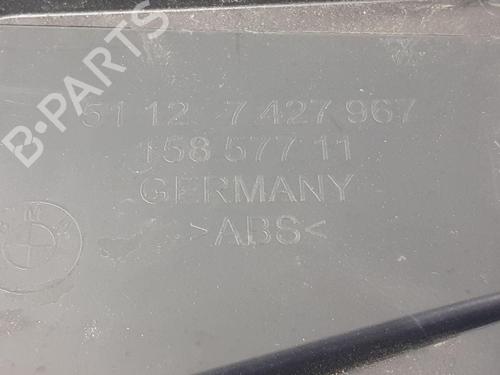 B-PARTS
51 12 7 427 967
158 577 11
GERMANY
>ABS<